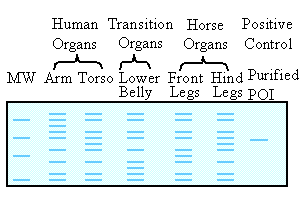 Human Transition Horse Positive
Organs Organs Organs Control
MW Arm Torso Lower Belly Front Legs Hind Legs Purified POI